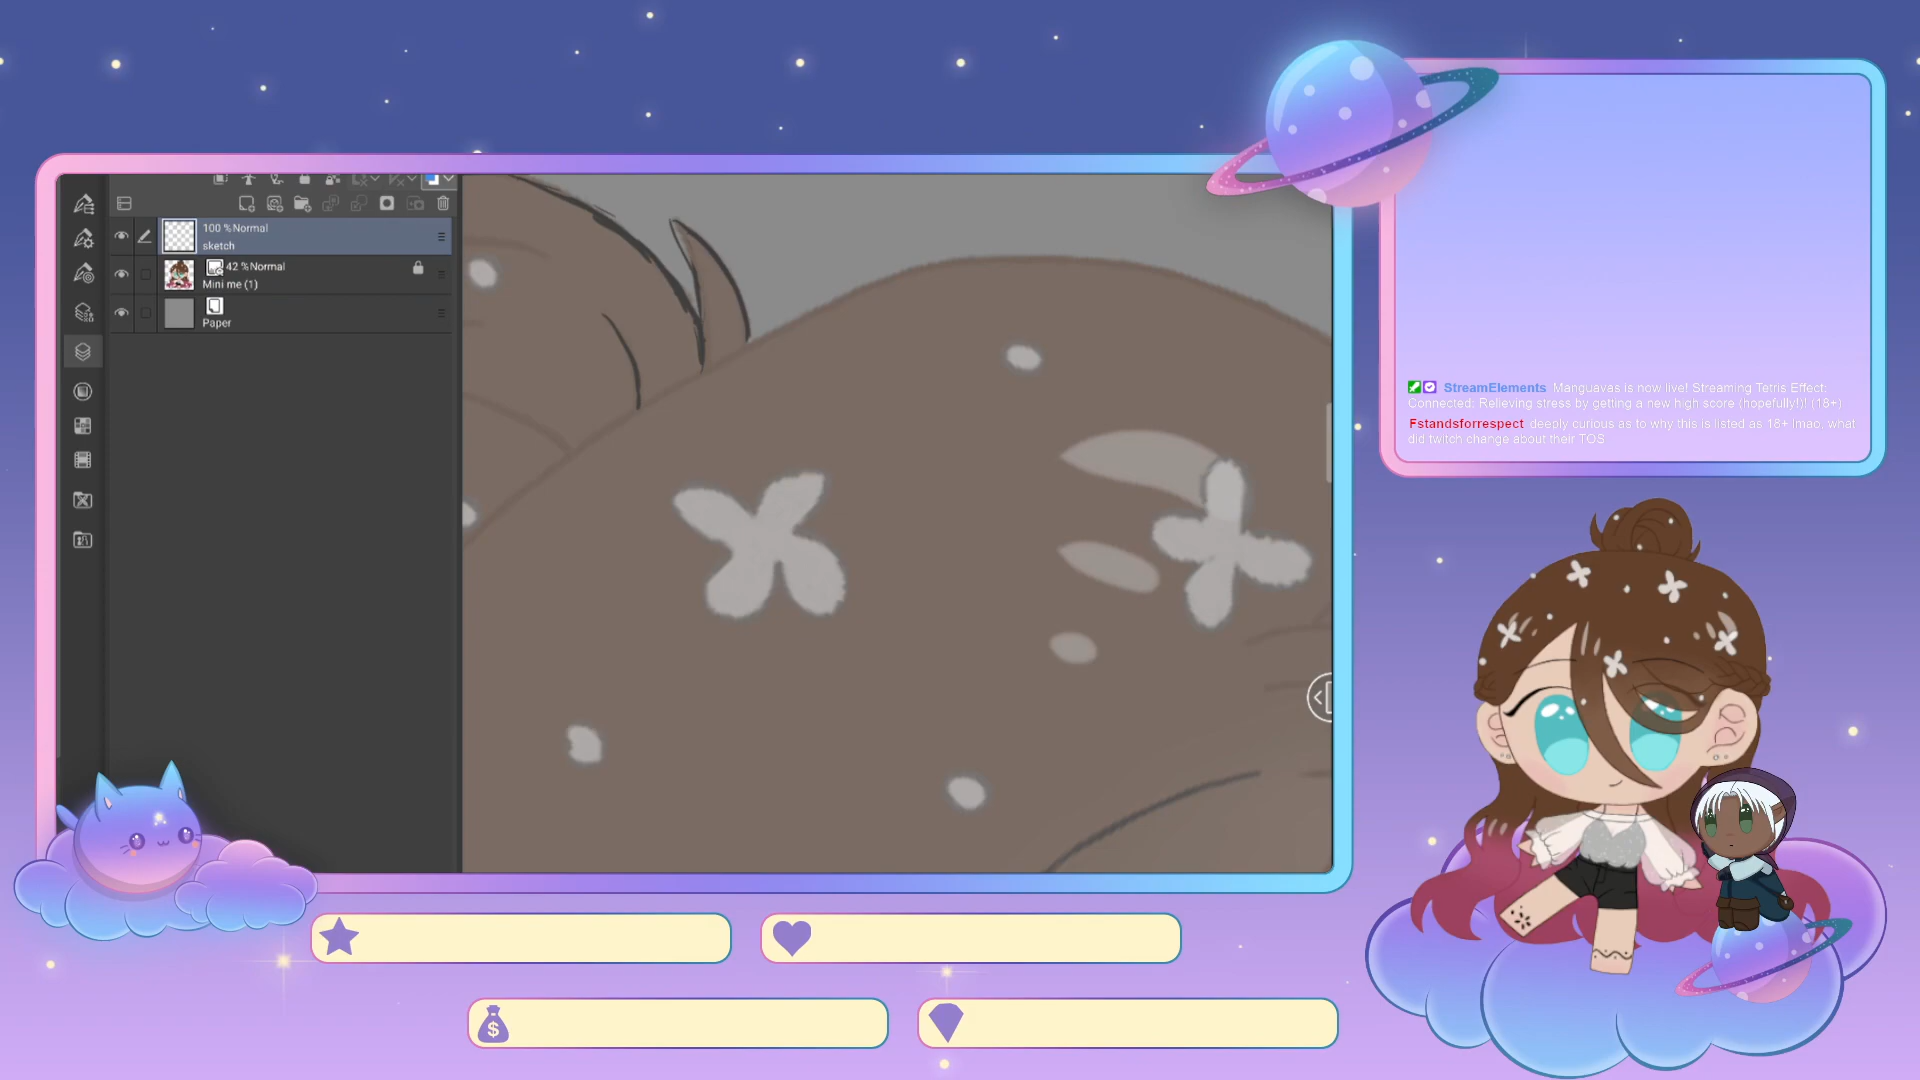 100 %Normal
sketch
42 %Normal
Mini me (1)
Paper
StreamElements Manguavas is now live! Streaming Tetris Effect:
Connected: Relieving stress by getting a new high score (hopefully!)! (18+)
Fstandsforrespect deeply curious as to why this is listed as 18+ lmao, what
did twitch change about their TOS
$